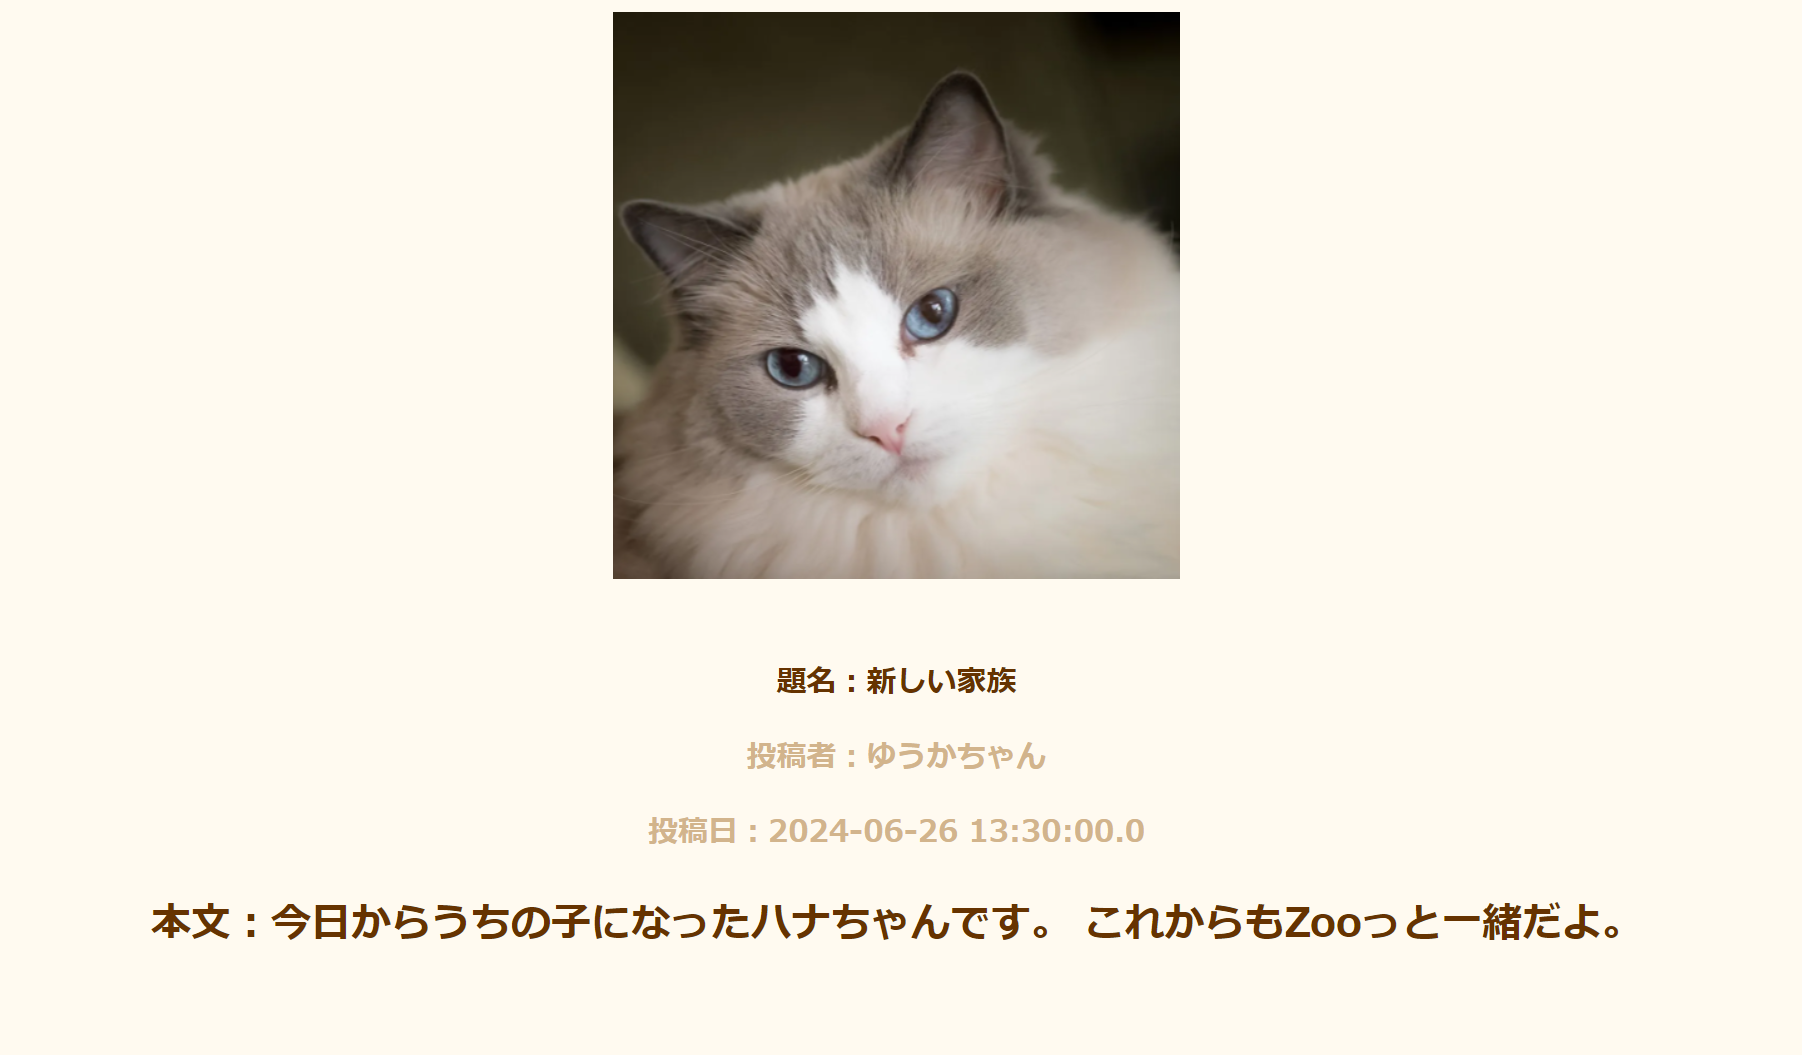 題名：新しい家族
投稿者：ゆうかちゃん
投稿日：2024-06-26 13:30:00.0
本文：今日からうちの子になったハナちゃんです。 これからもZooっと一緒だよ。